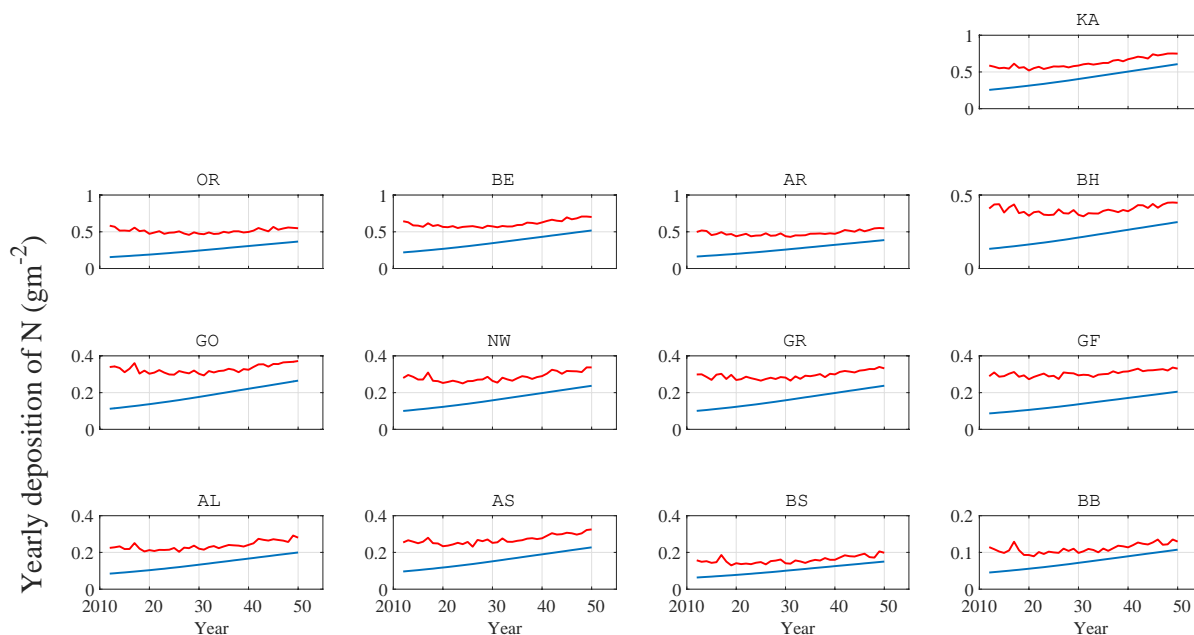 KA
1
0.5
0
2010 20 30 40 50
OR BE AR BH
1 1 1 0.5
0.5 0.5 0.5
0 0 0 0
GO NW GR GF
0.4 0.4 0.4 0.4
0.2 0.2 0.2 0.2
0 0 0 0
AL AS BS BB
0.4 0.4 0.4 0.2
0.2 0.2 0.2 0.1
0 0 0 0
2010 20 30 40 50 2010 20 30 40 50 2010 20 30 40 50 2010 20 30 40 50
Year Year Year Year
Yearly deposition of N (gm⁻²)